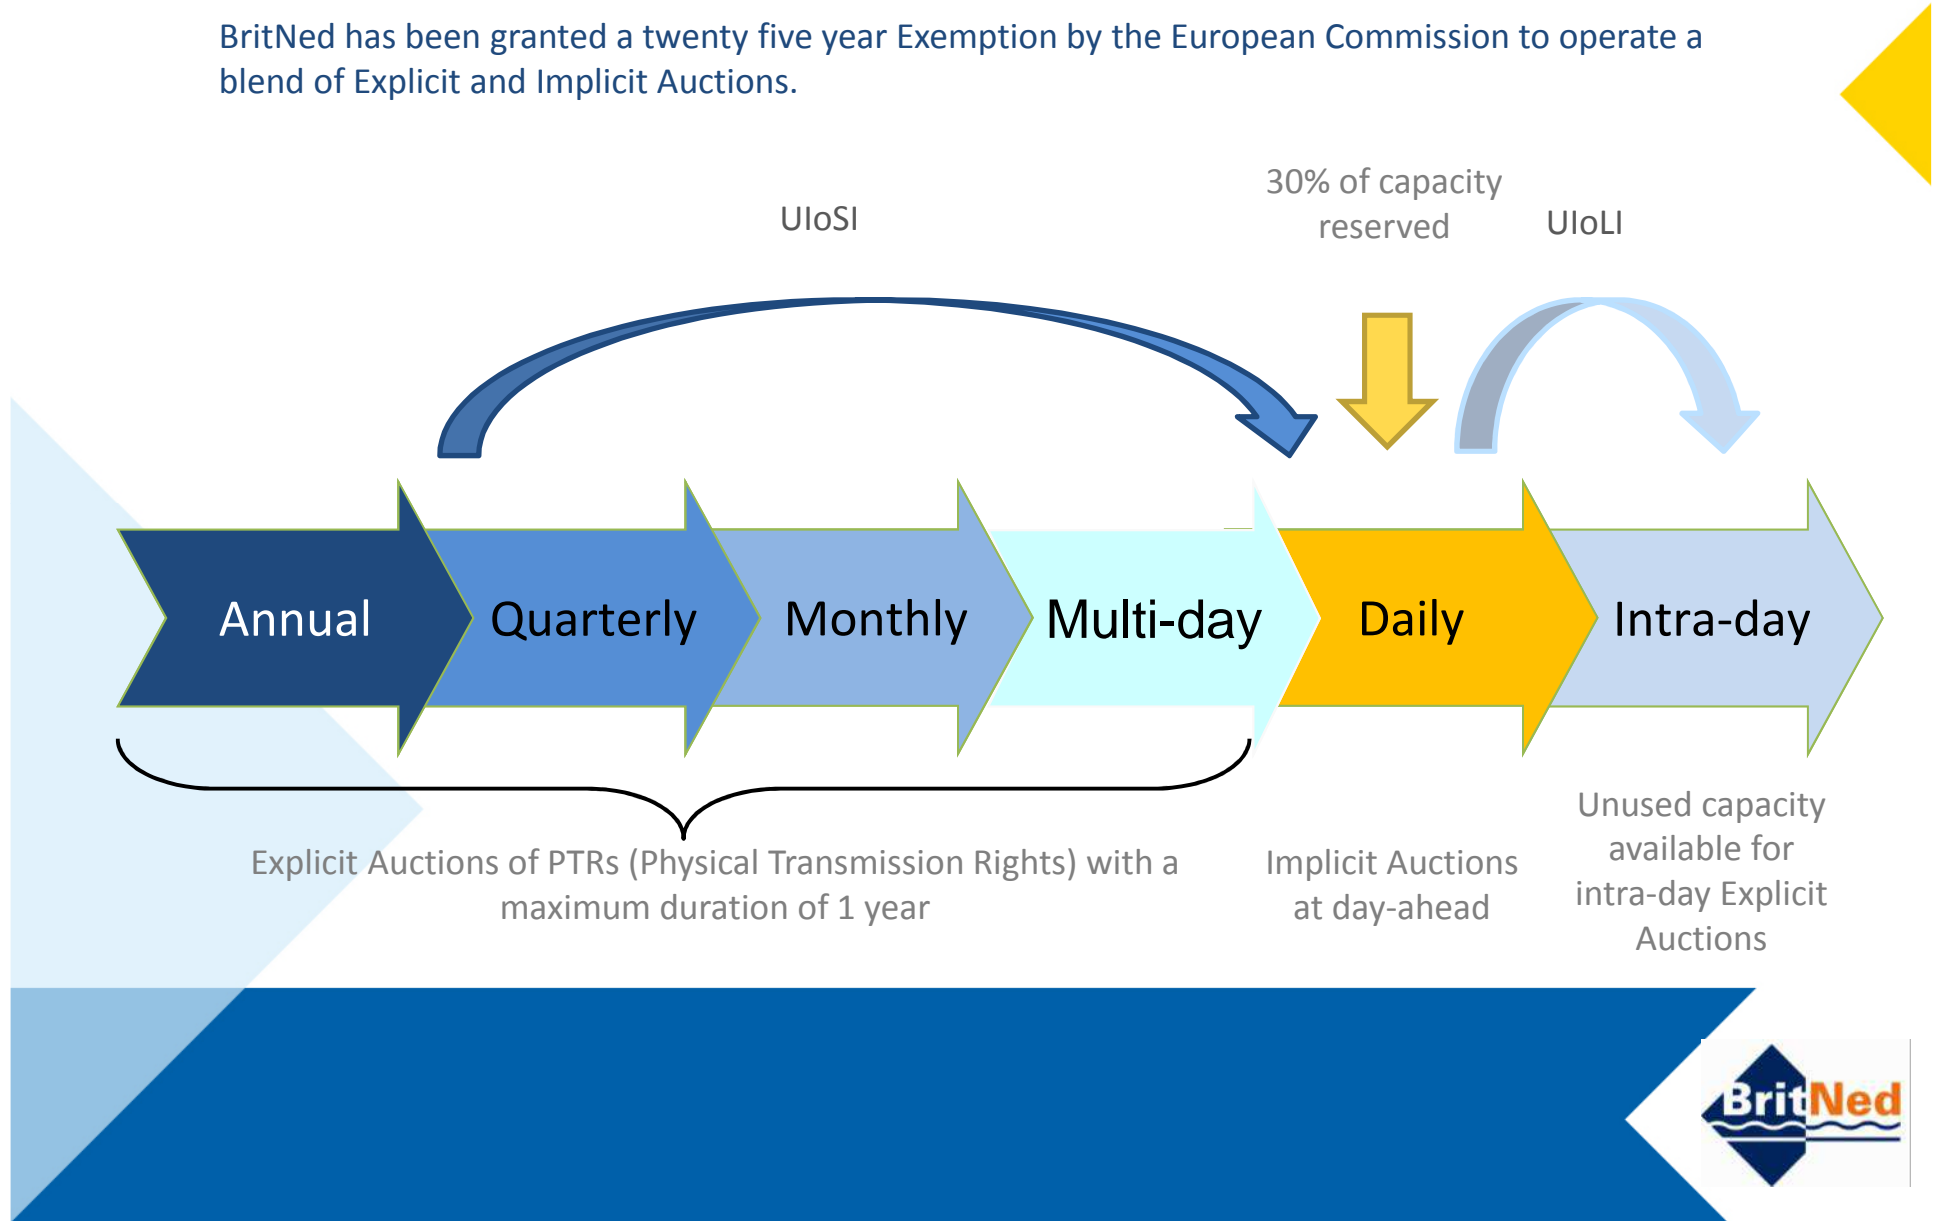 BritNed has been granted a twenty five year Exemption by the European Commission to operate a
blend of Explicit and Implicit Auctions.
UIoSI
30% of capacity
reserved
UIoLI
Annual
Quarterly
Monthly
Multi-day
Daily
Intra-day
Explicit Auctions of PTRs (Physical Transmission Rights) with a
maximum duration of 1 year
Implicit Auctions
at day-ahead
Unused capacity
available for
intra-day Explicit
Auctions
BritNed